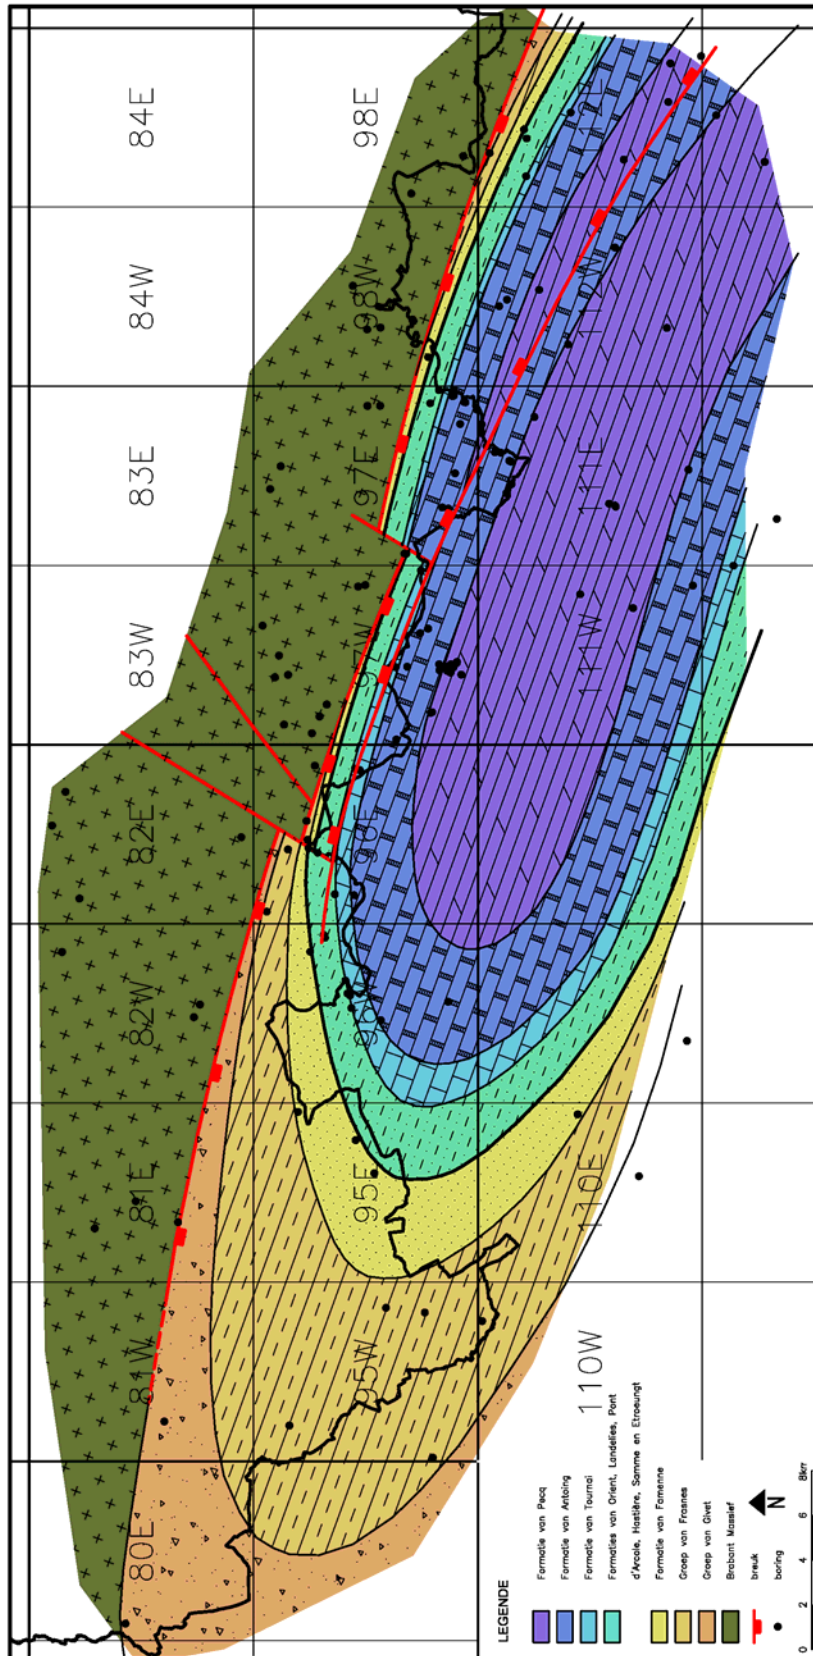 84E
98E
112E
84W
98W
112W
83E
97E
111E
83W
97W
111W
82E
96E
82W
96W
81E
95E
110E
81W
95W
110W
80E
LEGENDE
Formatie van Pecq
Formatie van Antoing
Formatie van Tournai
Formaties van Orient, Landelies, Pont
d'Arcole, Hastière, Samme en Etroeungt
Formatie van Famenne
Groep van Frasnes
Groep van Givet
Brabant Massief
breuk
boring
N
0 2 4 6 8km